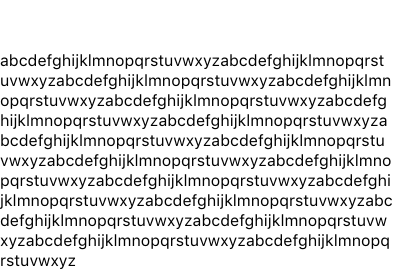 abcdefghijklmnopqrstuvwxyzabcdefghijklmnopqrst
uvwxyzabcdefghijklmnopqrstuvwxyzabcdefghijklmn
opqrstuvwxyzabcdefghijklmnopqrstuvwxyzabcdefg
hijklmnopqrstuvwxyzabcdefghijklmnopqrstuvwxyza
bcdefghijklmnopqrstuvwxyzabcdefghijklmnopqrstu
vwxyzabcdefghijklmnopqrstuvwxyzabcdefghijklmno
pqrstuvwxyzabcdefghijklmnopqrstuvwxyzabcdefghi
jklmnopqrstuvwxyzabcdefghijklmnopqrstuvwxyzabc
defghijklmnopqrstuvwxyzabcdefghijklmnopqrstuvw
xyzabcdefghijklmnopqrstuvwxyzabcdefghijklmnopq
rstuvwxyz